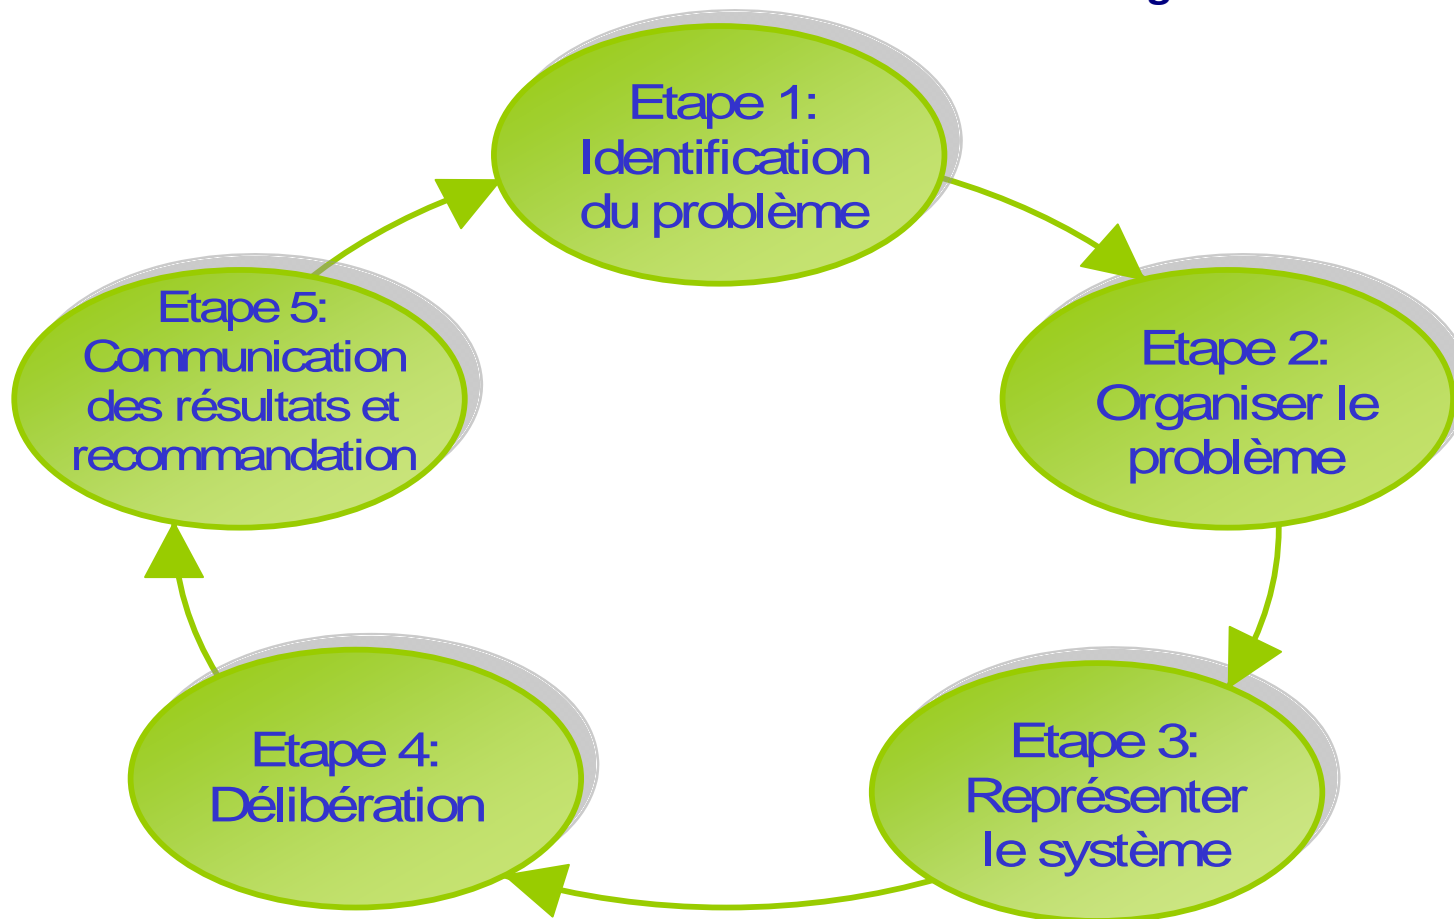 Etape 1:
Identification
du problème
Etape 2:
Organiser le
problème
Etape 3:
Représenter
le système
Etape 4:
Délibération
Etape 5:
Communication
des résultats et
recommandation